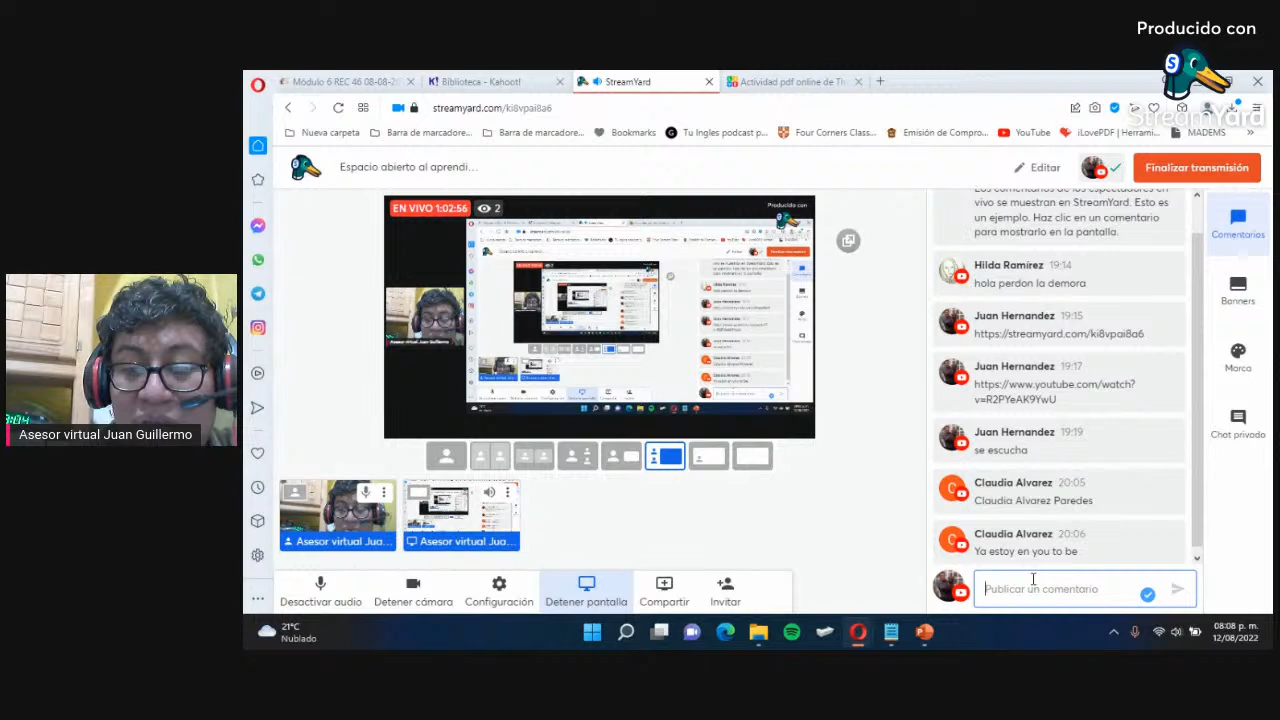 Producido con
StreamYard
Módulo 6 REC 46 08-08-20
Biblioteca - Kahoot!
StreamYard
Actividad pdf online de Th
streamyard.com/ki8vpai8a6
Nueva carpeta
Barra de marcadore...
Barra de marcadore...
Bookmarks
Tu Ingles podcast p...
Four Corners Class...
Emisión de Compro...
YouTube
iLovePDF | Herrami...
MADEMS
Espacio abierto al aprendi...
Editar
Finalizar transmisión
EN VIVO 1:02:56
2
Producido con
Asesor virtual Juan Guillermo
Los comentarios de los espectadores en
vivo se muestran en StreamYard. Esto es
un ejemplo. Haz clic en un comentario
para mostrarlo en la pantalla.
Hilda Ramírez 19:14
hola perdon la demora
Juan Hernandez 19:15
https://streamyard.com/ki8vpai8a6
Juan Hernandez 19:17
https://www.youtube.com/watch?
v=R2PYeAK9YwU
Juan Hernandez 19:19
se escucha
Claudia Alvarez 20:05
Claudia Alvarez Paredes
Claudia Alvarez 20:06
Ya estoy en you to be
Publicar un comentario
Comentarios
Banners
Marca
Chat privado
Asesor virtual Juan Guillermo
Asesor virtual Jua...
Asesor virtual Jua...
Desactivar audio
Detener cámara
Configuración
Detener pantalla
Compartir
Invitar
21°C
Nublado
08:08 p. m.
12/08/2022